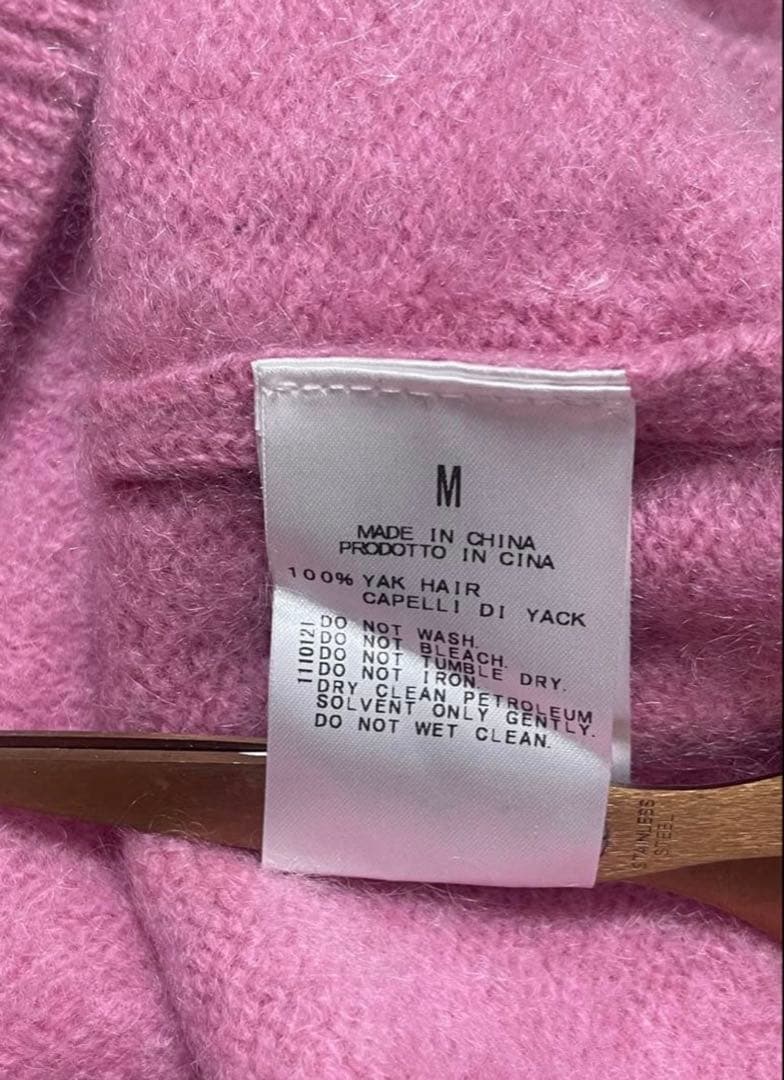 M
MADE IN CHINA
PRODOTTO IN CINA
100% YAK HAIR
CAPELLI DI YACK
DO NOT WASH.
DO NOT BLEACH.
DO NOT TUMBLE DRY.
DO NOT IRON.
DRY CLEAN PETROLEUM
SOLVENT ONLY GENTLY.
DO NOT WET CLEAN.
1110121
STAINLESS
STEEL